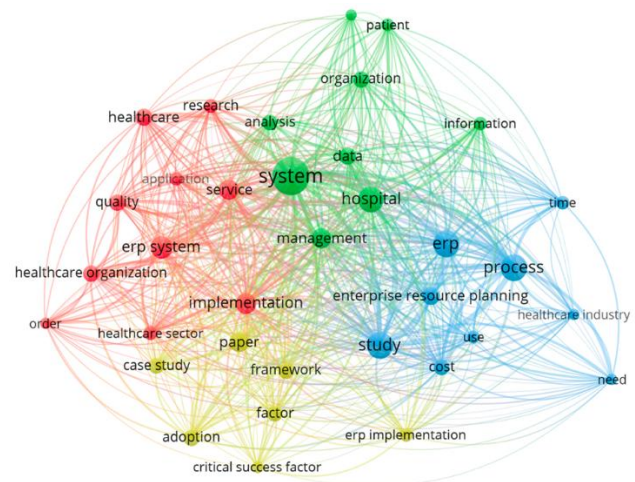 patient
organization
research
healthcare
analysis
information
data
application
system
service
quality
hospital
time
management
erp system
erp
process
healthcare organization
implementation
enterprise resource planning
healthcare industry
order
healthcare sector
paper
study
use
case study
framework
cost
need
factor
adoption
erp implementation
critical success factor